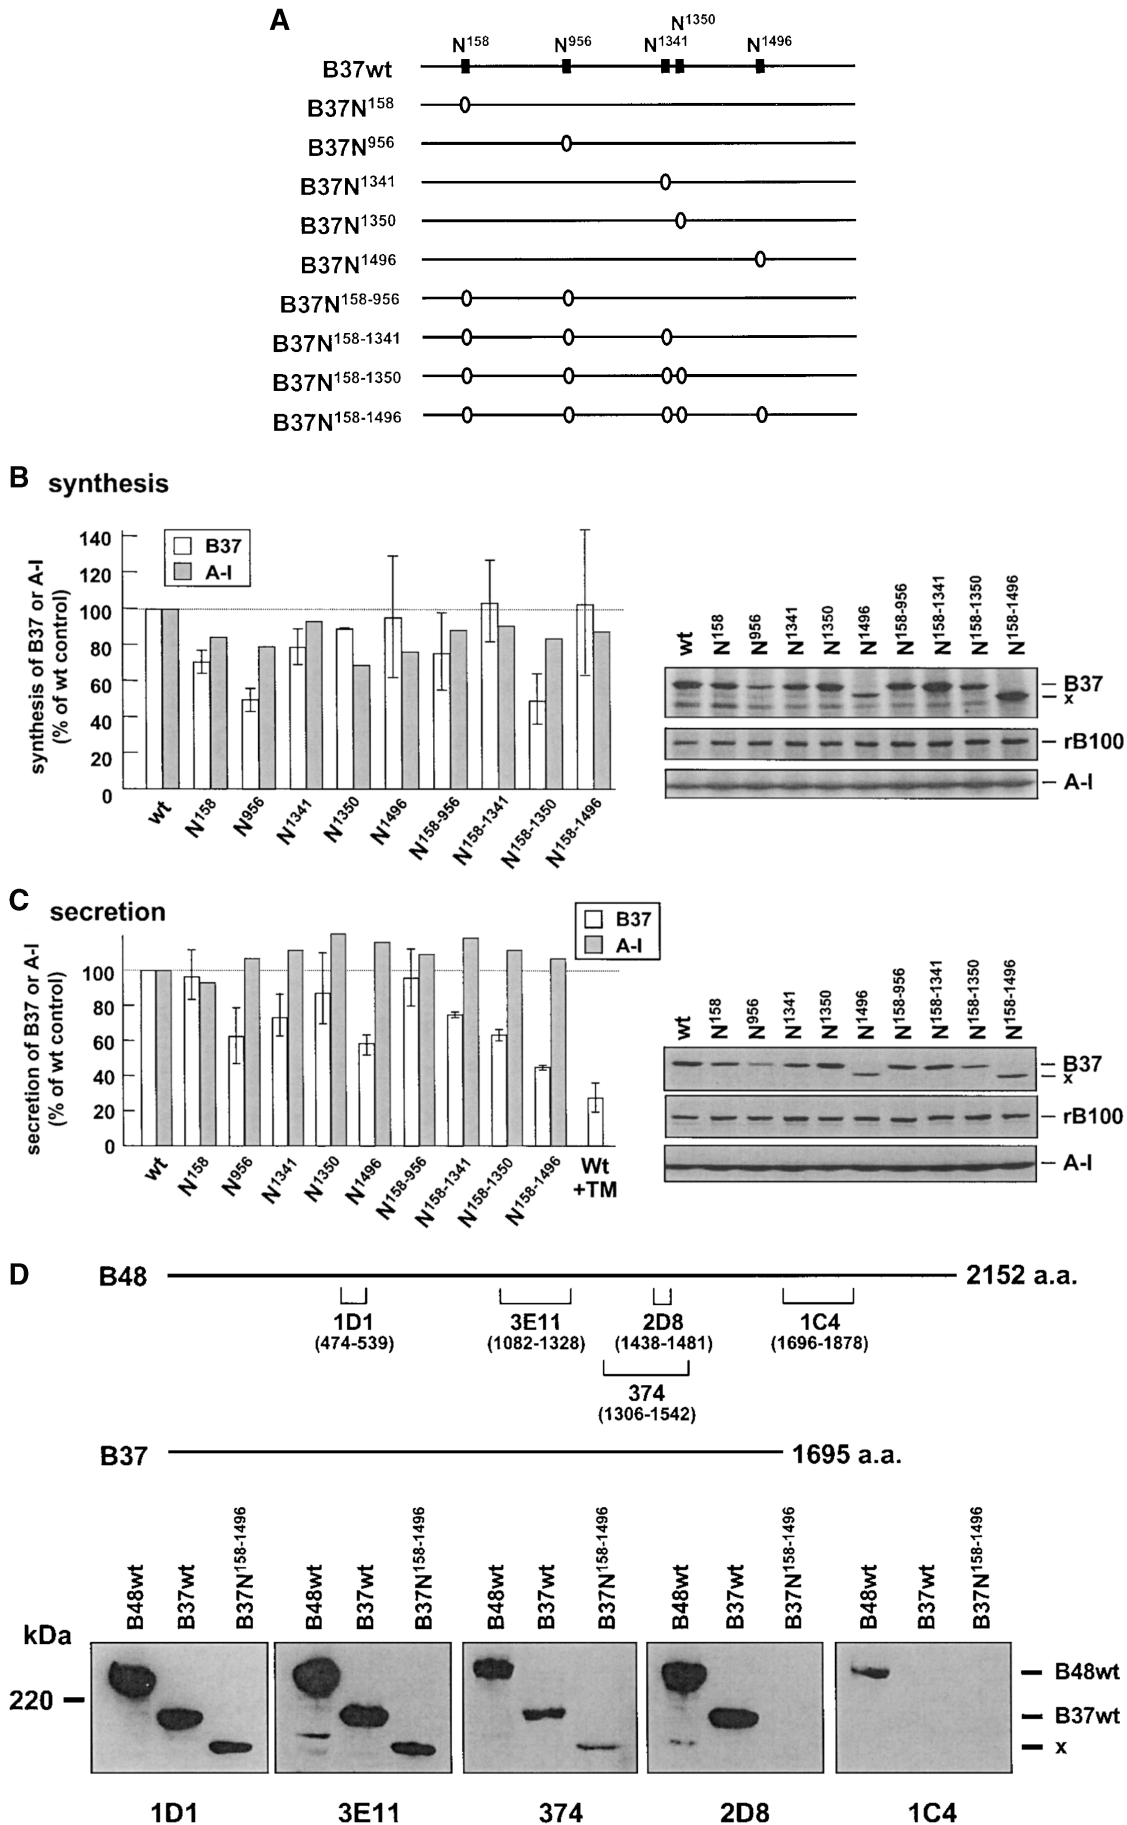 A
N158 N956 N1341 N1350 N1496
B37wt
B37N158
B37N956
B37N1341
B37N1350
B37N1496
B37N158-956
B37N158-1341
B37N158-1350
B37N158-1496
B synthesis
synthesis of B37 or A-I
(% of wt control)
140
120
100
80
60
40
20
0
B37
A-I
wt N158 N956 N1341 N1350 N1496 N158-956 N158-1341 N158-1350 N158-1496
wt N158 N956 N1341 N1350 N1496 N158-956 N158-1341 N158-1350 N158-1496
B37
x
rB100
A-I
C secretion
secretion of B37 or A-I
(% of wt control)
100
80
60
40
20
0
B37
A-I
wt N158 N956 N1341 N1350 N1496 N158-956 N158-1341 N158-1350 N158-1496 Wt
+TM
wt N158 N956 N1341 N1350 N1496 N158-956 N158-1341 N158-1350 N158-1496
B37
x
rB100
A-I
D
B48 2152 a.a.
1D1 3E11 2D8 1C4
(474-539) (1082-1328) (1438-1481) (1696-1878)
374
(1306-1542)
B37 1695 a.a.
B48wt B37wt B37N158-1496
B48wt B37wt B37N158-1496
B48wt B37wt B37N158-1496
B48wt B37wt B37N158-1496
B48wt B37wt B37N158-1496
kDa
220
B48wt
B37wt
x
1D1 3E11 374 2D8 1C4